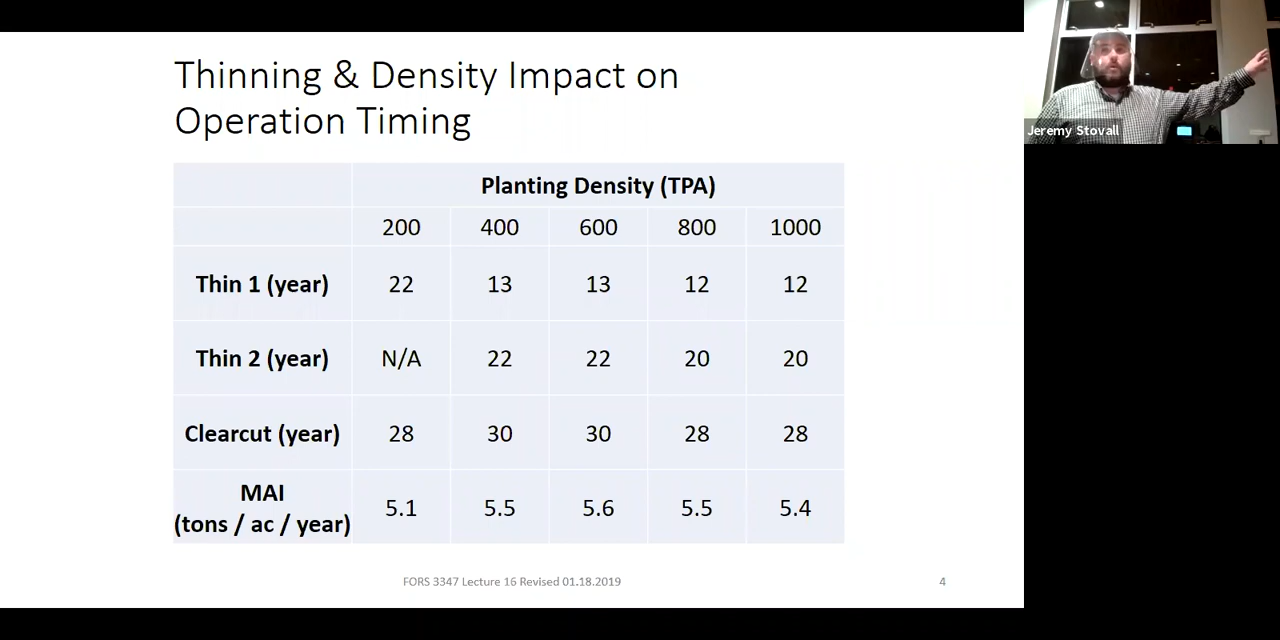 Thinning & Density Impact on
Operation Timing
Jeremy Stovall
Planting Density (TPA)
200 400 600 800 1000
Thin 1 (year) 22 13 13 12 12
Thin 2 (year) N/A 22 22 20 20
Clearcut (year) 28 30 30 28 28
MAI
(tons / ac / year) 5.1 5.5 5.6 5.5 5.4
FORS 3347 Lecture 16 Revised 01.18.2019 4